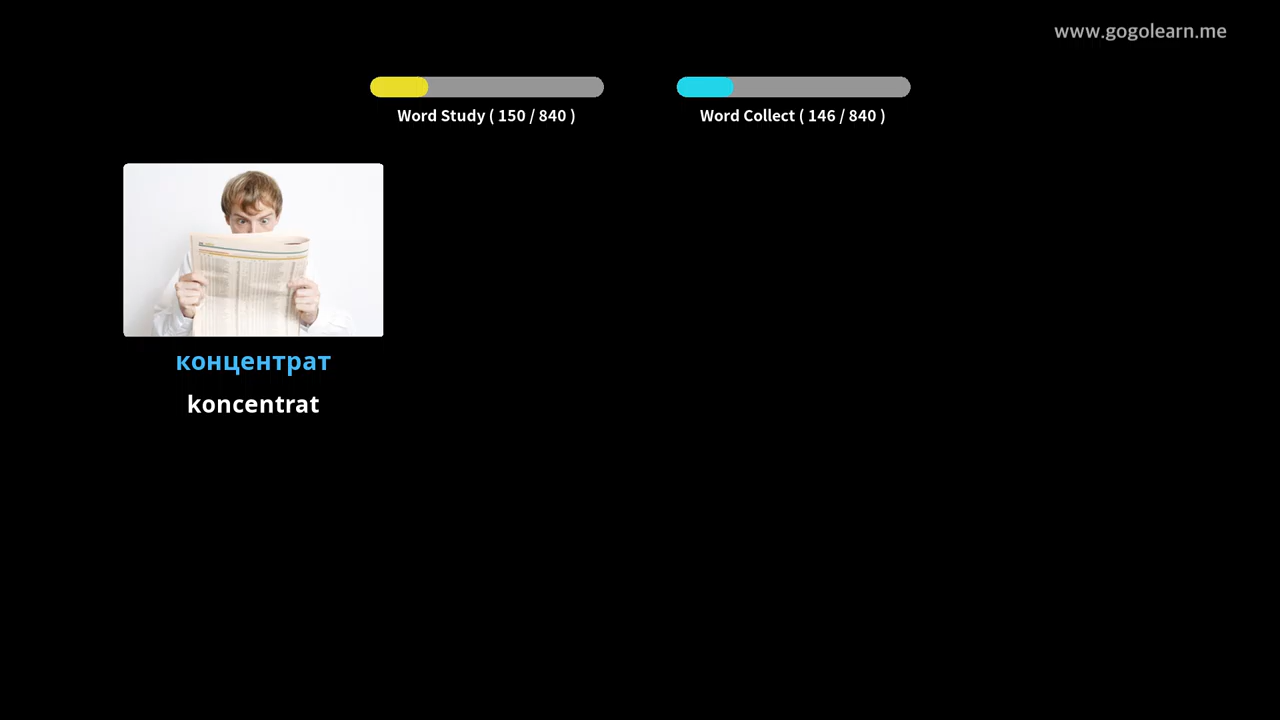 www.gogolearn.me
Word Study ( 150 / 840 )
Word Collect ( 146 / 840 )
концентрат
koncentrat